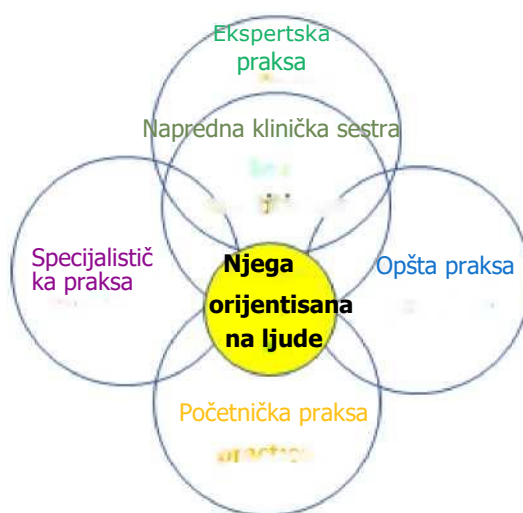 Ekspertska
praksa
Napredna klinička sestra
Specijalistič
ka praksa
Njega
orijentisana
na ljude
Opšta praksa
Početnička praksa